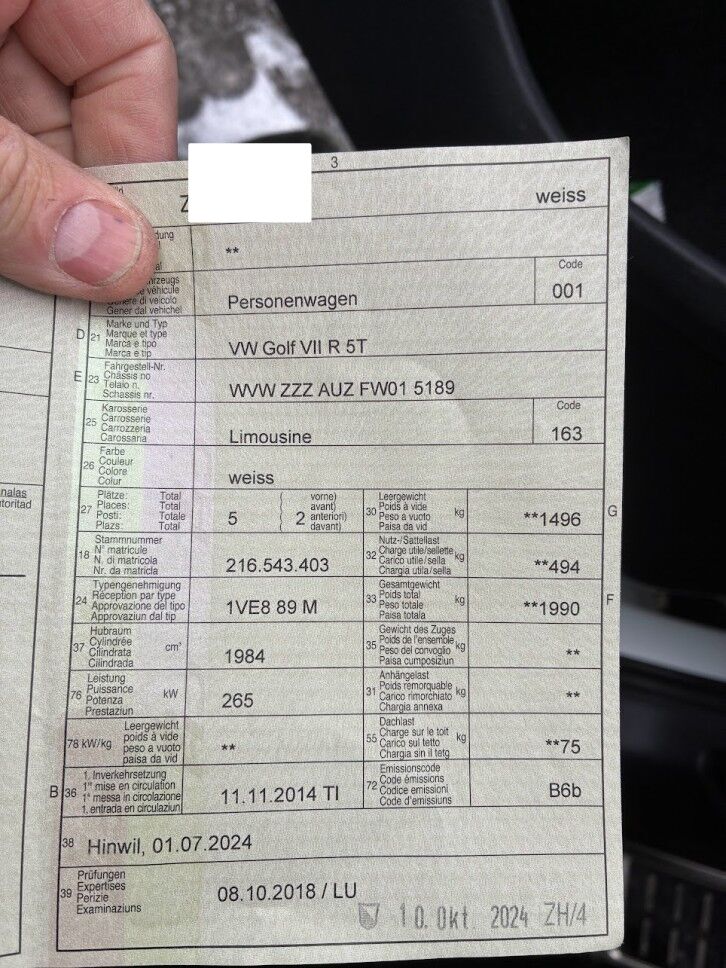 3
Z
weiss
dung
**
al
hrzeugs
e véhicule
Genere di veicolo
Gener dal vehichel
Personenwagen
Code
001
D 21 Marke und Typ
Marque et type
Marca e tipo
Marca e tip
VW Golf VII R 5T
E 23 Fahrgestell-Nr.
Châssis no
Telaio n.
Schassis nr.
WVW ZZZ AUZ FW01 5189
25 Karosserie
Carrosserie
Carrozzeria
Carossaria
Limousine
Code
163
26 Farbe
Couleur
Colore
Colur
weiss
27 Plätze: Total
Places: Total
Posti: Totale
Plazs: Total
5
( vorne)
( avant)
2 anteriori)
( davant)
30 Leergewicht
Poids à vide
Peso a vuoto
Paisa da vid
kg
**1496
G
18 Stammnummer
N° matricule
N. di matricola
Nr. da matricla
216.543.403
32 Nutz-/Sattellast
Charge utile/sellette
Carico utile/sella
Chargia utila/sella
kg
**494
24 Typengenehmigung
Réception par type
Approvazione del tipo
Approvaziun dal tip
1VE8 89 M
33 Gesamtgewicht
Poids total
Peso totale
Paisa totala
kg
**1990
F
37 Hubraum
Cylindrée
Cilindrata
Cilindrada
cm³
1984
35 Gewicht des Zuges
Poids de l'ensemble
Peso del convoglio
Paisa cumposiziun
kg
**
76 Leistung
Puissance
Potenza
Prestaziun
kW
265
31 Anhängelast
Poids remorquable
Carico rimorchiato
Chargia annexa
kg
**
78 kW/kg
Leergewicht
poids à vide
peso a vuoto
paisa da vid
**
55 Dachlast
Charge sur le toit
Carico sul tetto
Chargia sin il tetg
kg
**75
B 36 1. Inverkehrsetzung
1re mise en circulation
1a messa in circolazione
1. entrada en circulaziun
11.11.2014 TI
72 Emissionscode
Code émissions
Codice emissioni
Code d'emissiuns
B6b
38 Hinwil, 01.07.2024
39 Prüfungen
Expertises
Perizie
Examinaziuns
08.10.2018 / LU
10. Okt. 2024 ZH/4
nalas
toritad